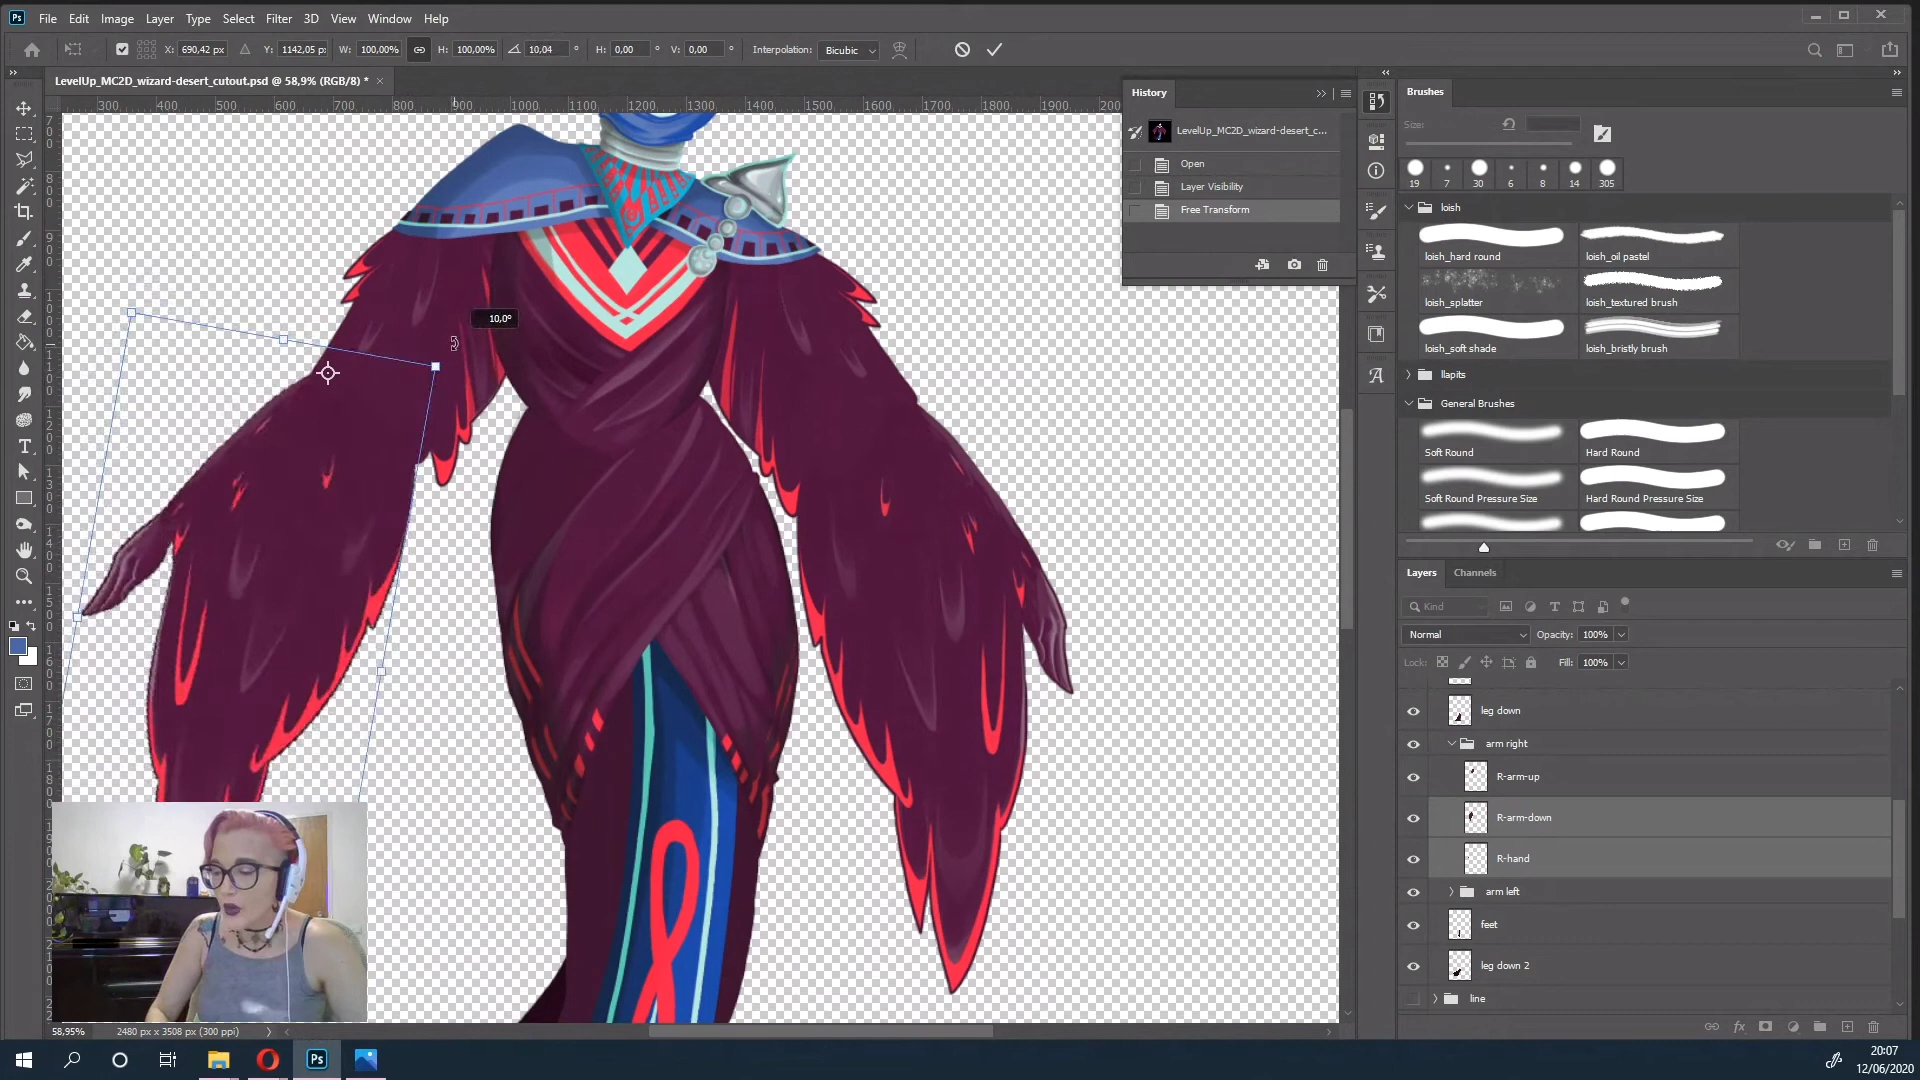 Ps File Edit Image Layer Type Select Filter 3D View Window Help
X: 690,42 px Y: 1142,05 px W: 100,00% H: 100,00% 10,04 ° H: 0,00 ° V: 0,00 ° Interpolation: Bicubic
LevelUp_MC2D_wizard-desert_cutout.psd @ 58,9% (RGB/8) * ×
300 400 500 600 700 800 900 1000 1100 1200 1300 1400 1500 1600 1700 1800 1900 200
10,0°
History
LevelUp_MC2D_wizard-desert_c...
Open
Layer Visibility
Free Transform
Brushes
Size:
19 7 30 6 8 14 305
loish
loish_hard round loish_oil pastel
loish_splatter loish_textured brush
loish_soft shade loish_bristly brush
llapits
General Brushes
Soft Round Hard Round
Soft Round Pressure Size Hard Round Pressure Size
Layers Channels
Kind
Normal Opacity: 100%
Lock: Fill: 100%
leg down
arm right
R-arm-up
R-arm-down
R-hand
arm left
feet
leg down 2
line
58,95% 2480 px x 3508 px (300 ppi)
Ps
20:07
12/06/2020